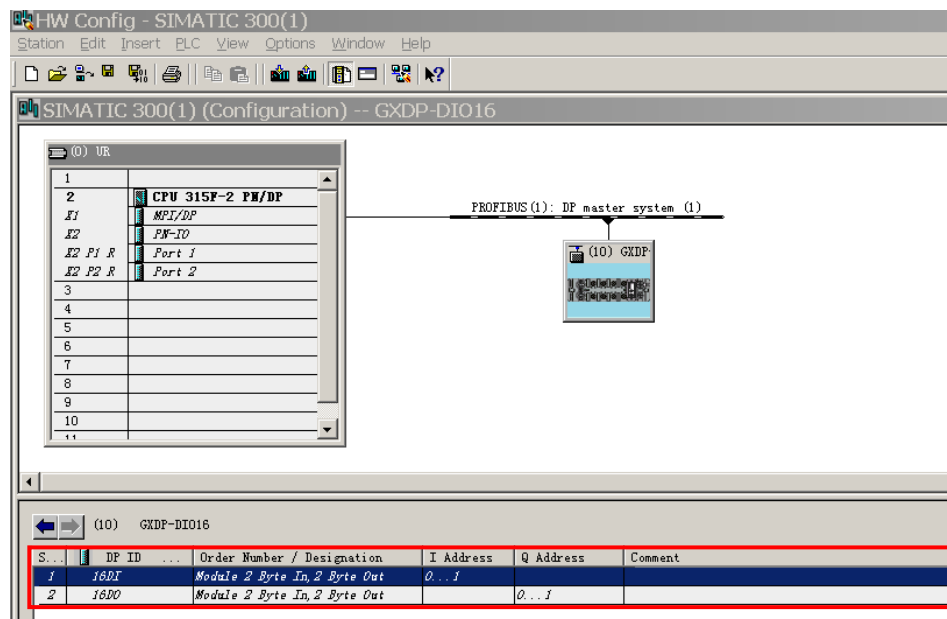 HW Config - SIMATIC 300(1)
Station Edit Insert PLC View Options Window Help
SIMATIC 300(1) (Configuration) -- GXDP-DIO16
(0) UR
1
2 CPU 315F-2 PN/DP
X1 MPI/DP
X2 PN-IO
X2 P1 R Port 1
X2 P2 R Port 2
3
4
5
6
7
8
9
10
11
PROFIBUS(1): DP master system (1)
(10) GXDP-
(10) GXDP-DIO16
S... DP ID ... Order Number / Designation I Address Q Address Comment
1 16DI Module 2 Byte In,2 Byte Out 0...1
2 16DO Module 2 Byte In,2 Byte Out 0...1